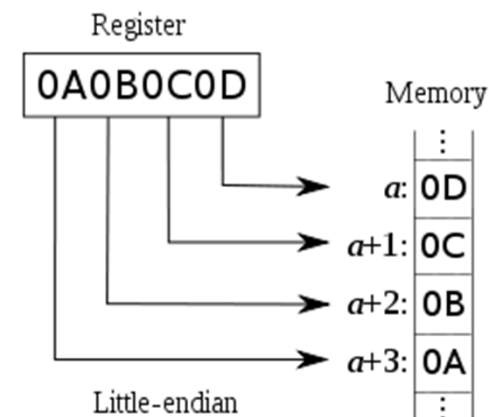 Register
0A0B0C0D
Memory
⋮
a: 0D
a+1: 0C
a+2: 0B
a+3: 0A
Little-endian
⋮